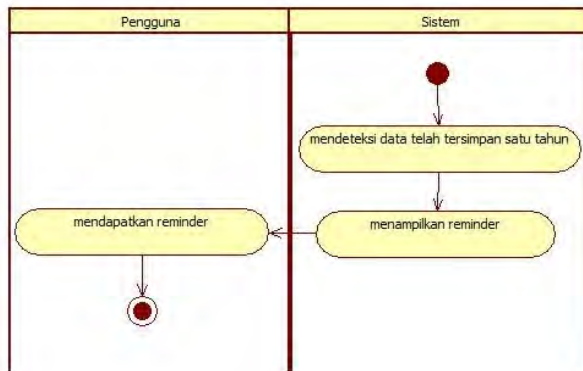 Pengguna
Sistem
mendeteksi data telah tersimpan satu tahun
mendapatkan reminder
menampilkan reminder